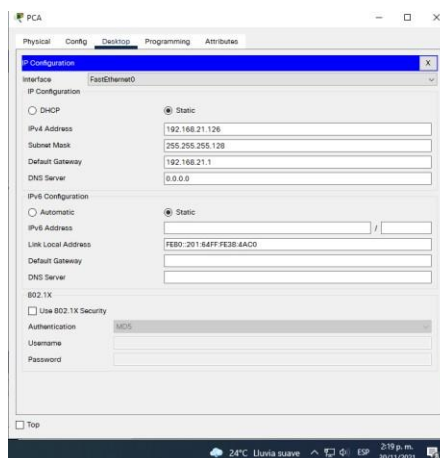 PCA
Physical Config Desktop Programming Attributes
IP Configuration X
Interface FastEthernet0
IP Configuration
DHCP Static
IPv4 Address 192.168.21.126
Subnet Mask 255.255.255.128
Default Gateway 192.168.21.1
DNS Server 0.0.0.0
IPv6 Configuration
Automatic Static
IPv6 Address /
Link Local Address FE80::201:64FF:FE38:4AC0
Default Gateway
DNS Server
802.1X
Use 802.1X Security
Authentication MD5
Username
Password
Top
24°C Lluvia suave ESP 2:19 p. m.